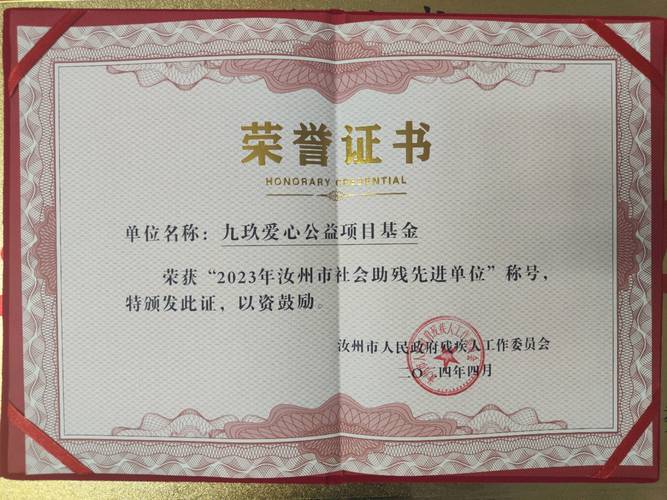 荣誉证书
HONORARY CREDENTIAL
单位名称：九玖爱心公益项目基金
荣获“2023年汝州市社会助残先进单位”称号，
特颁发此证，以资鼓励。
汝州市人民政府残疾人工作委员会
二〇二四年四月